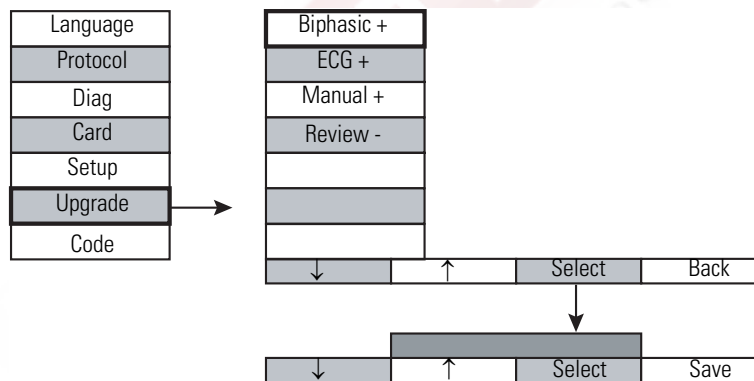 Language
Protocol
Diag
Card
Setup
Upgrade
Code
Biphasic +
ECG +
Manual +
Review -
↓ ↑ Select Back
↓ ↑ Select Save